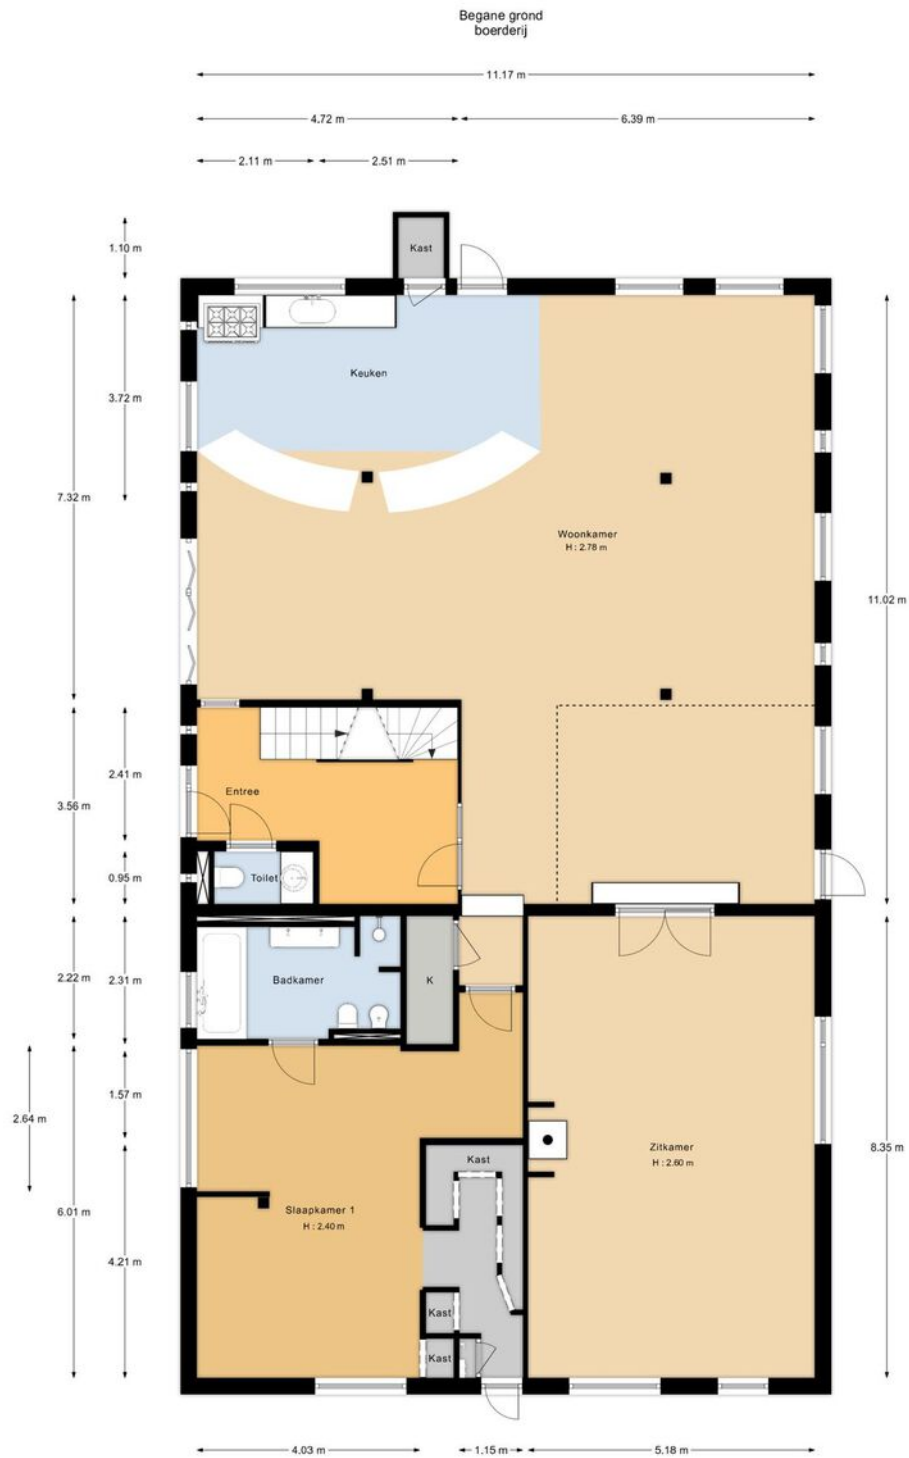 Begane grond
boerderij
11.17 m
4.72 m
6.39 m
2.11 m
2.51 m
1.10 m
Kast
Keuken
3.72 m
7.32 m
Woonkamer
H : 2.78 m
11.02 m
2.41 m
Entree
3.56 m
Toilet
0.95 m
2.22 m
2.31 m
Badkamer
K
1.57 m
2.64 m
Zitkamer
H : 2.60 m
8.35 m
Kast
6.01 m
Slaapkamer 1
H : 2.40 m
4.21 m
Kast
Kast
4.03 m
1.15 m
5.18 m